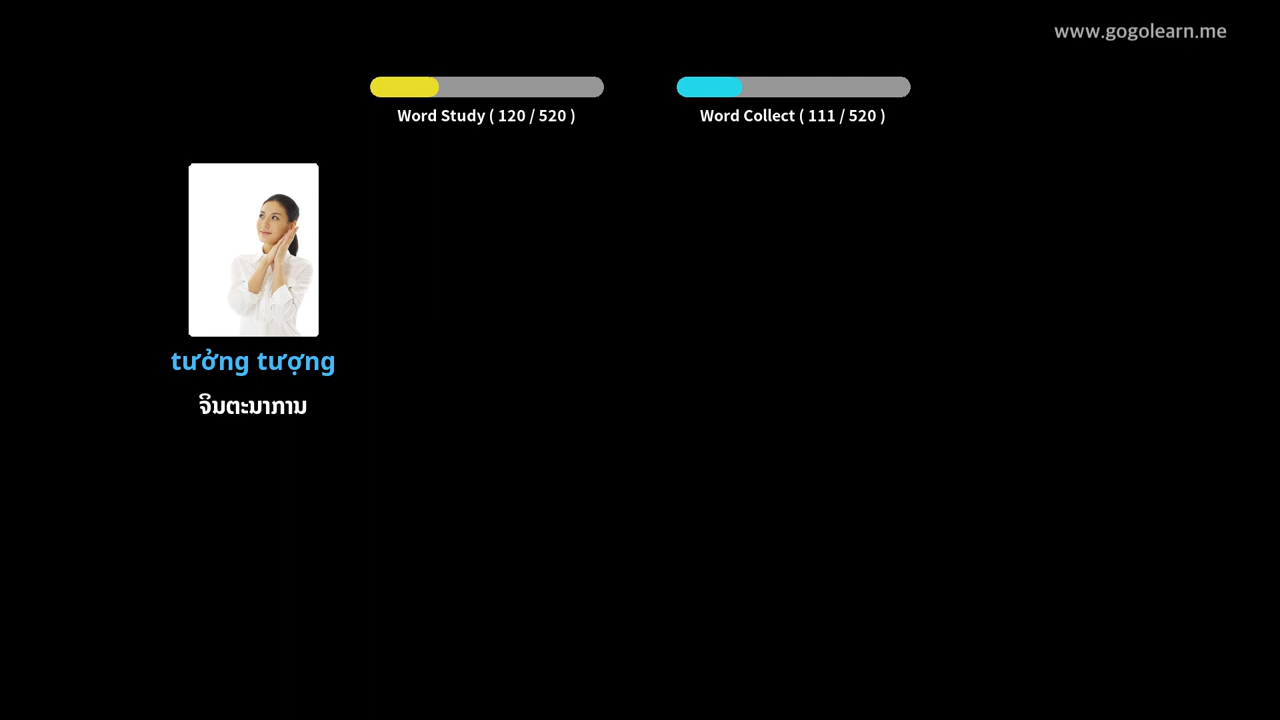 www.gogolearn.me
Word Study ( 120 / 520 )
Word Collect ( 111 / 520 )
tưởng tượng
ຈິນຕະນາການ